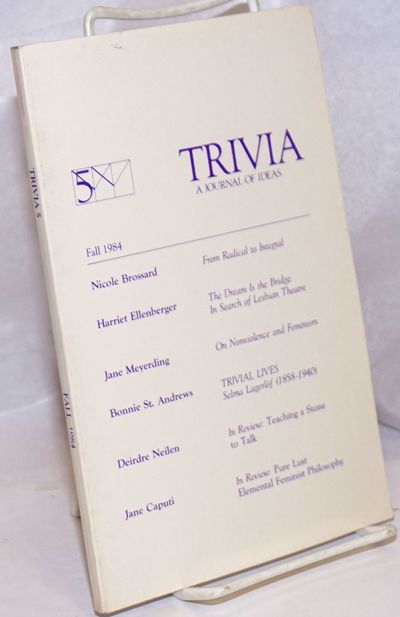 TRIVIA 5
FALL 1984
5
TRIVIA
A JOURNAL OF IDEAS
Fall 1984
Nicole Brossard
From Radical to Integral
Harriet Ellenberger
The Dream Is the Bridge:
In Search of Lesbian Theatre
Jane Meyerding
On Nonviolence and Feminism
Bonnie St. Andrews
TRIVIAL LIVES
Selma Lagerlöf (1858-1940)
Deirdre Neilen
In Review: Teaching a Stone
to Talk
Jane Caputi
In Review: Pure Lust
Elemental Feminist Philosophy